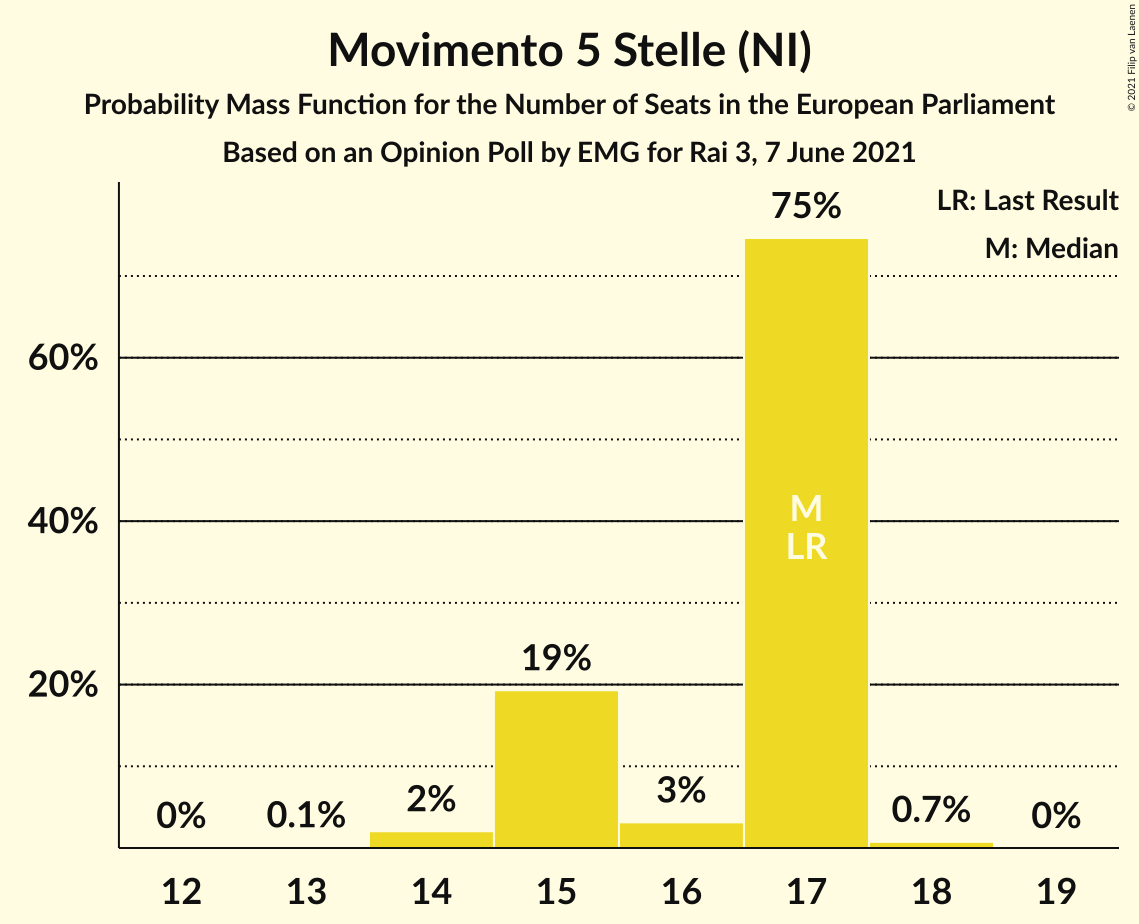 Movimento 5 Stelle (NI)
Probability Mass Function for the Number of Seats in the European Parliament
Based on an Opinion Poll by EMG for Rai 3, 7 June 2021
© 2021 Filip van Laenen
LR: Last Result
M: Median
60%
40%
20%
0%
0.1%
2%
19%
3%
75%
0.7%
0%
M
LR
12
13
14
15
16
17
18
19